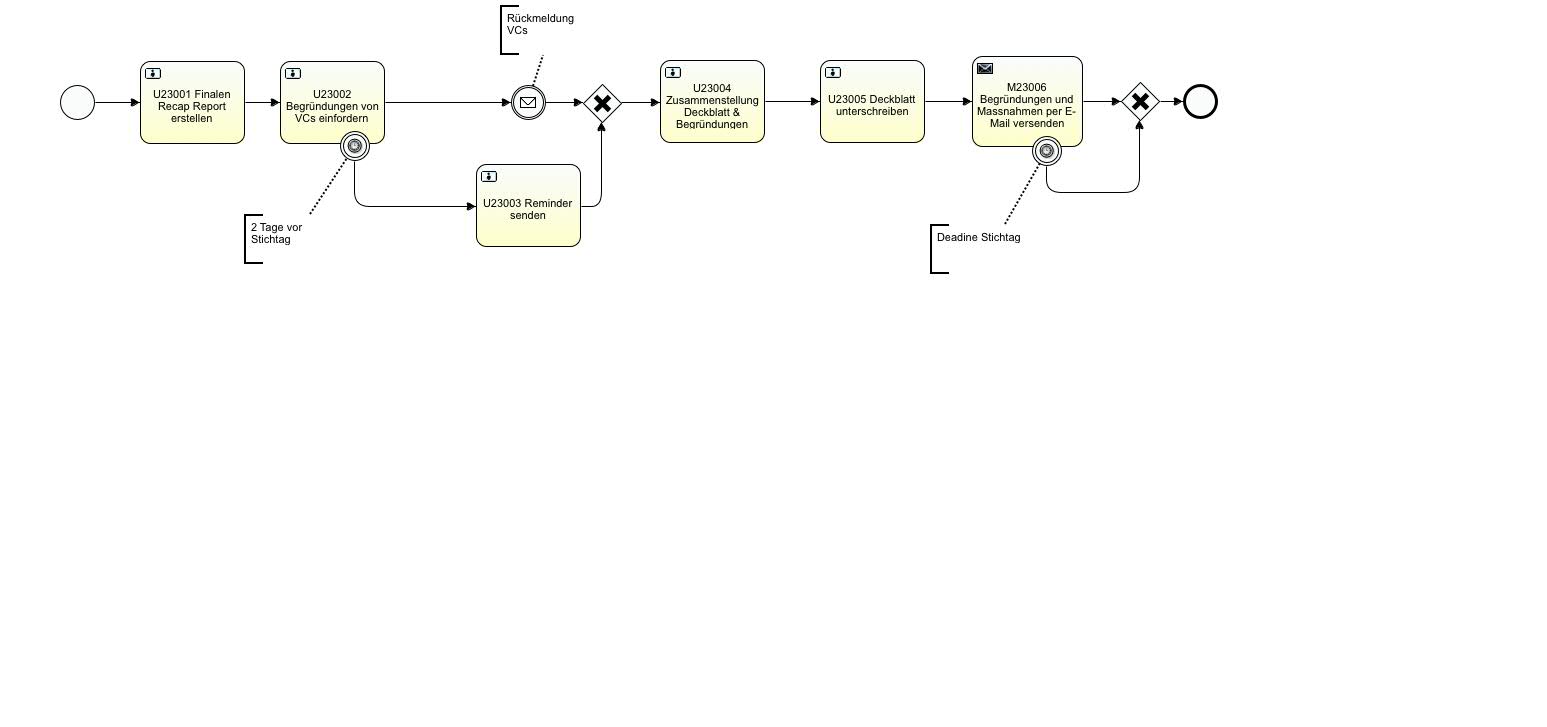 Rückmeldung
VCs
U23001 Finalen
Recap Report
erstellen
U23002
Begründungen von
VCs einfordern
U23004
Zusammenstellung
Deckblatt &
Begründungen
U23005 Deckblatt
unterschreiben
M23006
Begründungen und
Massnahmen per E-
Mail versenden
U23003 Reminder
senden
2 Tage vor
Stichtag
Deadine Stichtag